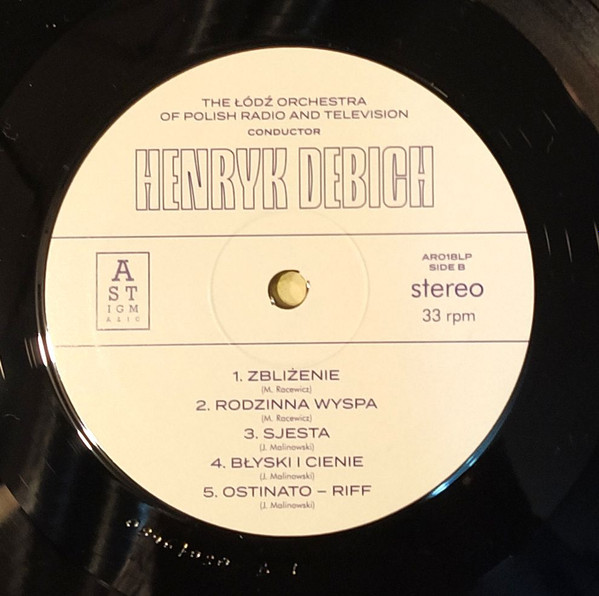 THE ŁÓDŹ ORCHESTRA
OF POLISH RADIO AND TELEVISION
CONDUCTOR
HENRYK DEBICH
A
ST
IGM
ATIC
AR018LP
SIDE B
stereo
33 rpm
1. ZBLIŻENIE
(M. Racewicz)
2. RODZINNA WYSPA
(M. Racewicz)
3. SJESTA
(J. Malinowski)
4. BŁYSKI I CIENIE
(J. Malinowski)
5. OSTINATO – RIFF
(J. Malinowski)